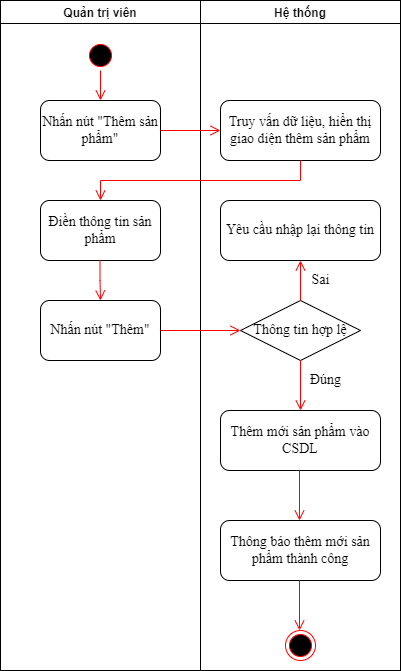 Quản trị viên
Hệ thống
Nhấn nút "Thêm sản
phẩm"
Truy vấn dữ liệu, hiển thị
giao diện thêm sản phẩm
Điền thông tin sản
phẩm
Yêu cầu nhập lại thông tin
Sai
Nhấn nút "Thêm"
Thông tin hợp lệ
Đúng
Thêm mới sản phẩm vào
CSDL
Thông báo thêm mới sản
phẩm thành công